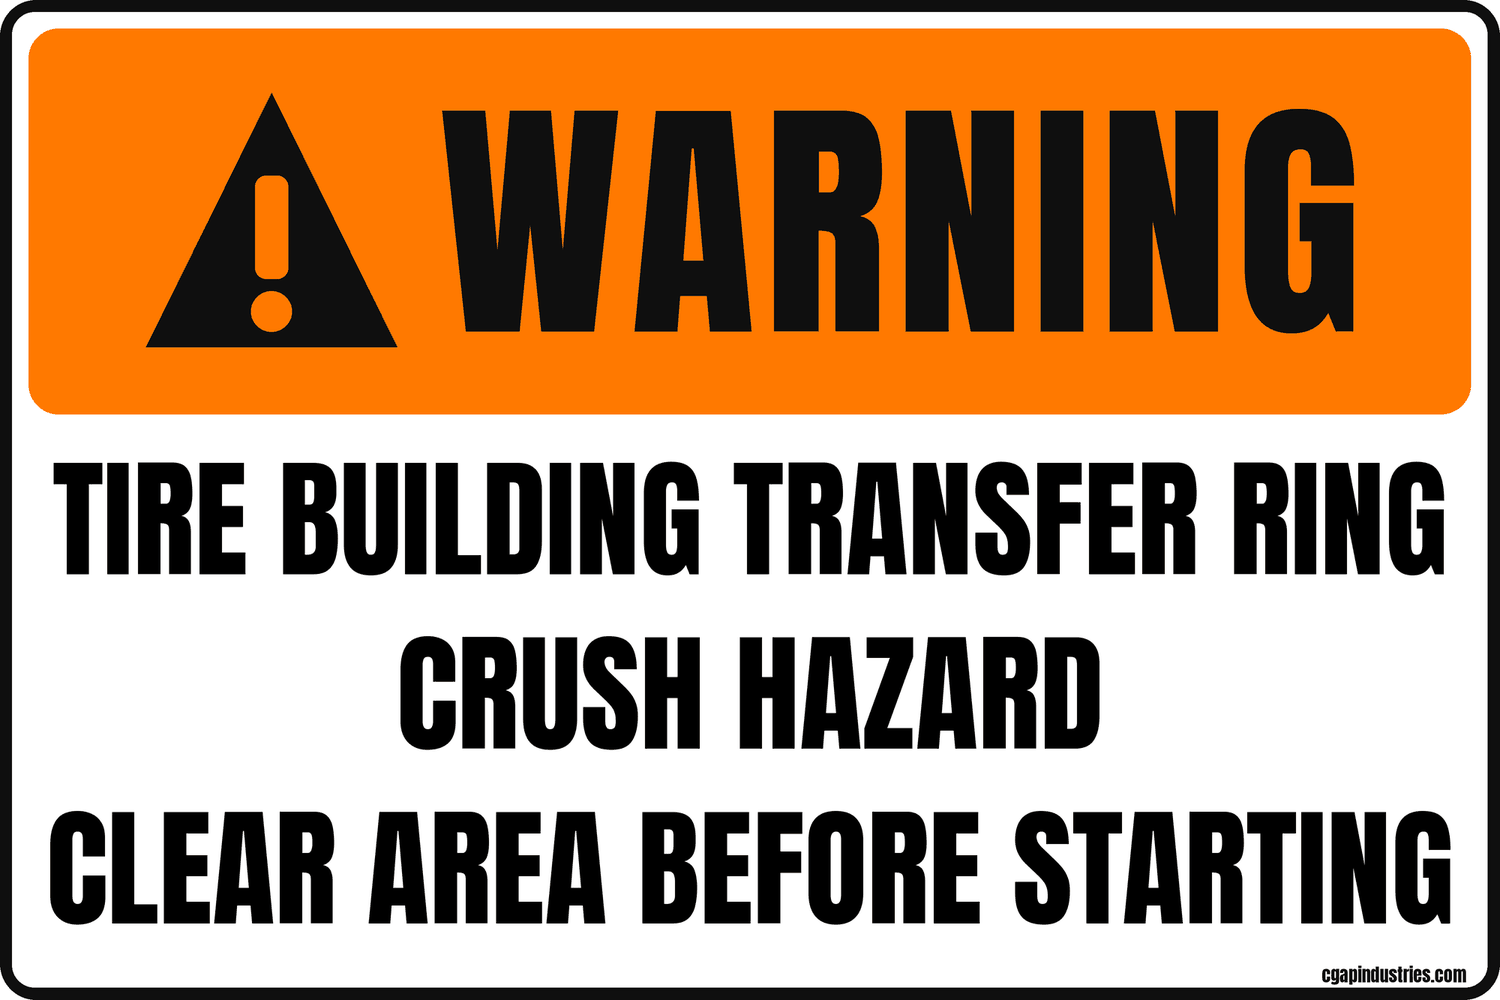 WARNING
TIRE BUILDING TRANSFER RING
CRUSH HAZARD
CLEAR AREA BEFORE STARTING
cgapindustries.com